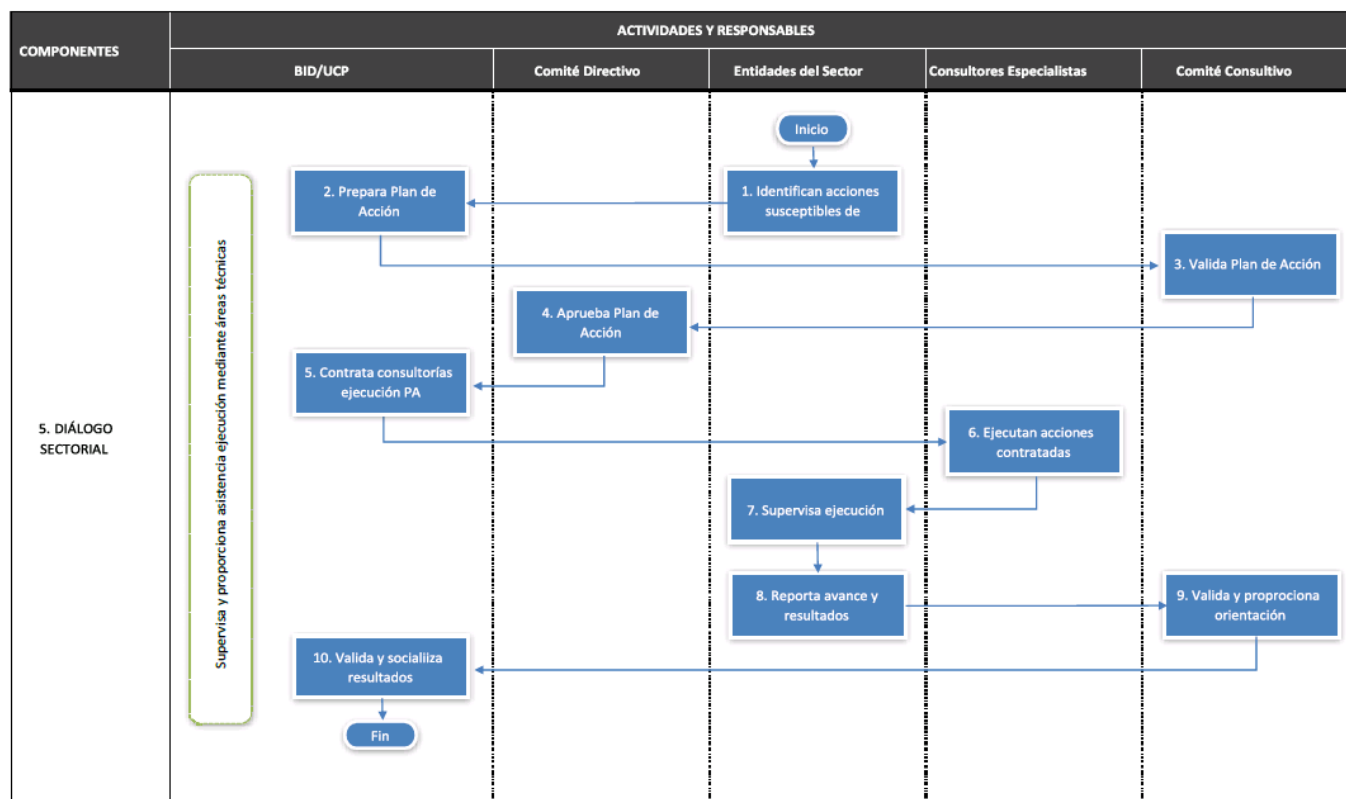 COMPONENTES
ACTIVIDADES Y RESPONSABLES
BID/UCP
Comité Directivo
Entidades del Sector
Consultores Especialistas
Comité Consultivo
5. DIÁLOGO
SECTORIAL
Supervisa y proporciona asistencia ejecución mediante áreas técnicas
Inicio
1. Identifican acciones
susceptibles de
2. Prepara Plan de
Acción
3. Valida Plan de Acción
4. Aprueba Plan de
Acción
5. Contrata consultorías
ejecución PA
6. Ejecutan acciones
contratadas
7. Supervisa ejecución
8. Reporta avance y
resultados
9. Valida y proprociona
orientación
10. Valida y socialiiza
resultados
Fin